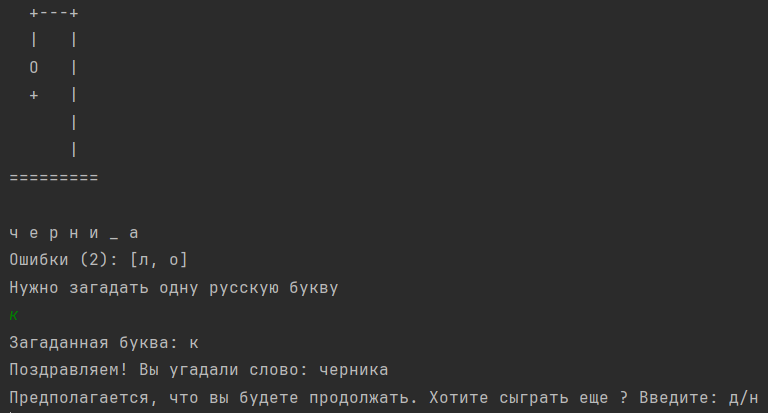 +---+
  |   |
  O   |
  +   |
      |
      |
=========
ч е р н и _ а
Ошибки (2): [л, о]
Нужно загадать одну русскую букву
к
Загаданная буква: к
Поздравляем! Вы угадали слово: черника
Предполагается, что вы будете продолжать. Хотите сыграть еще ? Введите: д/н